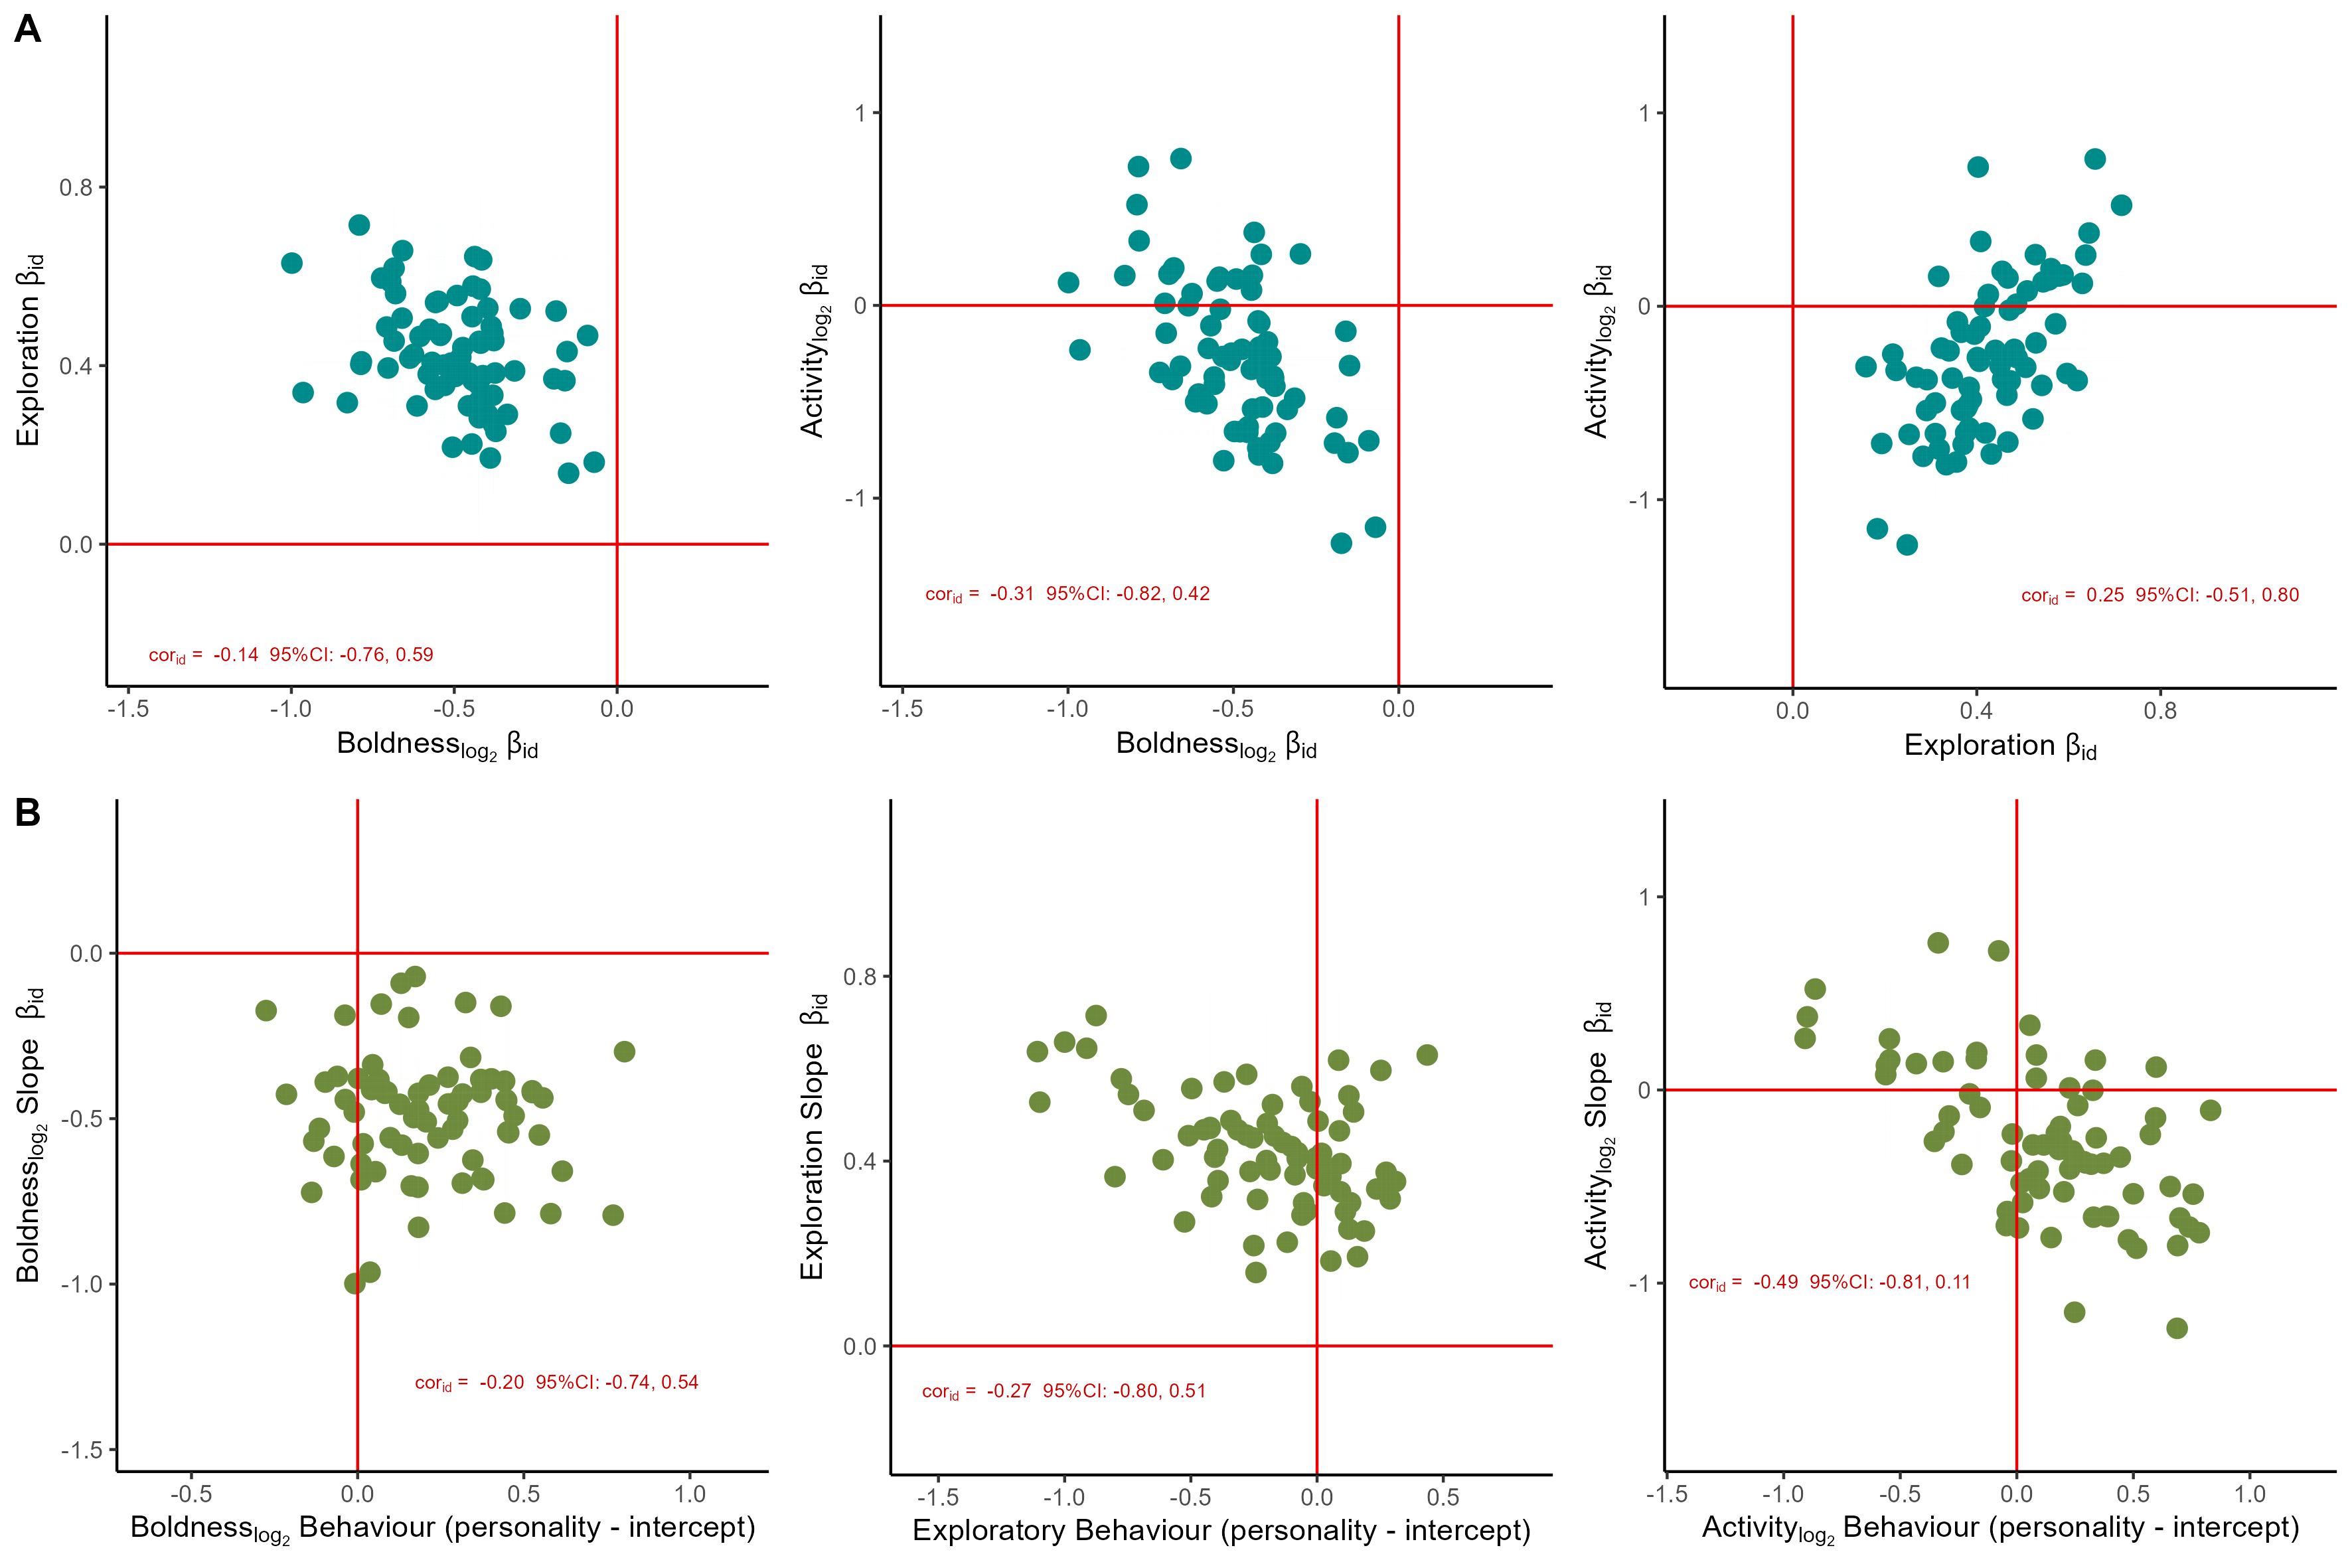 A
Exploration βid
0.8
0.4
0.0
corid = -0.14 95%CI: -0.76, 0.59
-1.5 -1.0 -0.5 0.0
Boldnesslog2 βid
Activitylog2 βid
1
0
-1
corid = -0.31 95%CI: -0.82, 0.42
-1.5 -1.0 -0.5 0.0
Boldnesslog2 βid
Activitylog2 βid
1
0
-1
corid = 0.25 95%CI: -0.51, 0.80
0.0 0.4 0.8
Exploration βid
B
Boldnesslog2 Slope βid
0.0
-0.5
-1.0
-1.5
corid = -0.20 95%CI: -0.74, 0.54
-0.5 0.0 0.5 1.0
Boldnesslog2 Behaviour (personality - intercept)
Exploration Slope βid
0.8
0.4
0.0
corid = -0.27 95%CI: -0.80, 0.51
-1.5 -1.0 -0.5 0.0 0.5
Exploratory Behaviour (personality - intercept)
Activitylog2 Slope βid
1
0
-1
corid = -0.49 95%CI: -0.81, 0.11
-1.5 -1.0 -0.5 0.0 0.5 1.0
Activitylog2 Behaviour (personality - intercept)